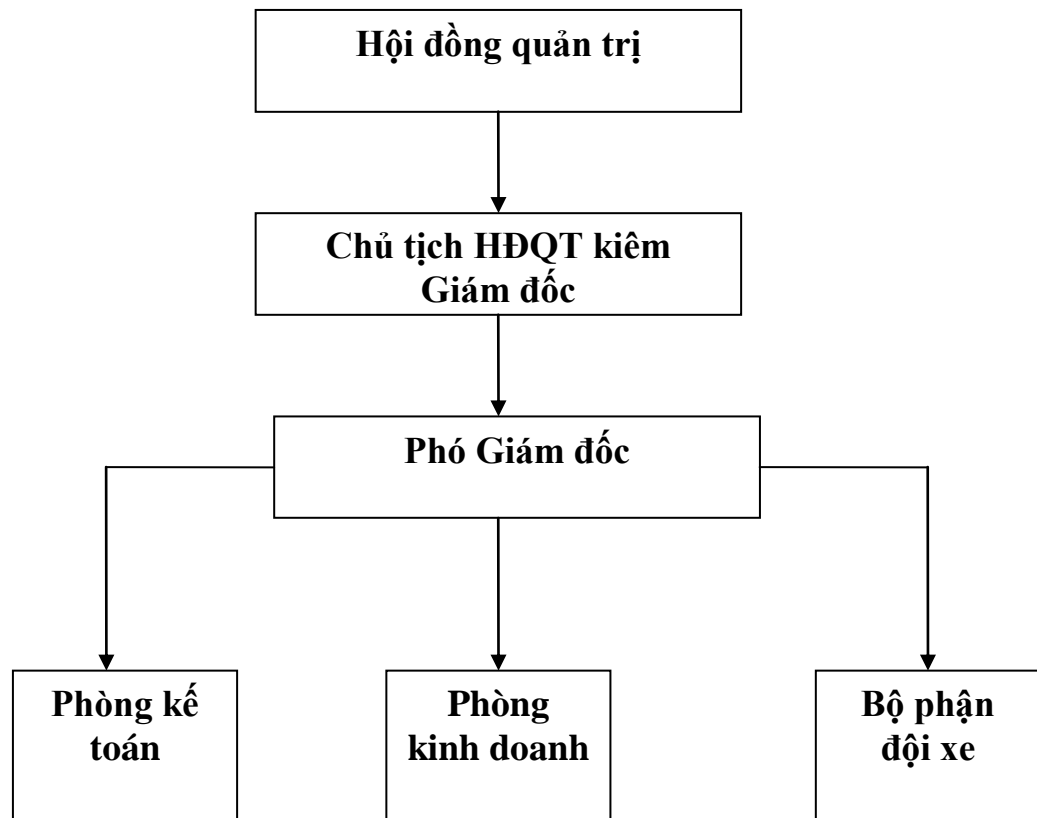 Hội đồng quản trị
Chủ tịch HĐQT kiêm
Giám đốc
Phó Giám đốc
Phòng kế
toán
Phòng
kinh doanh
Bộ phận
đội xe